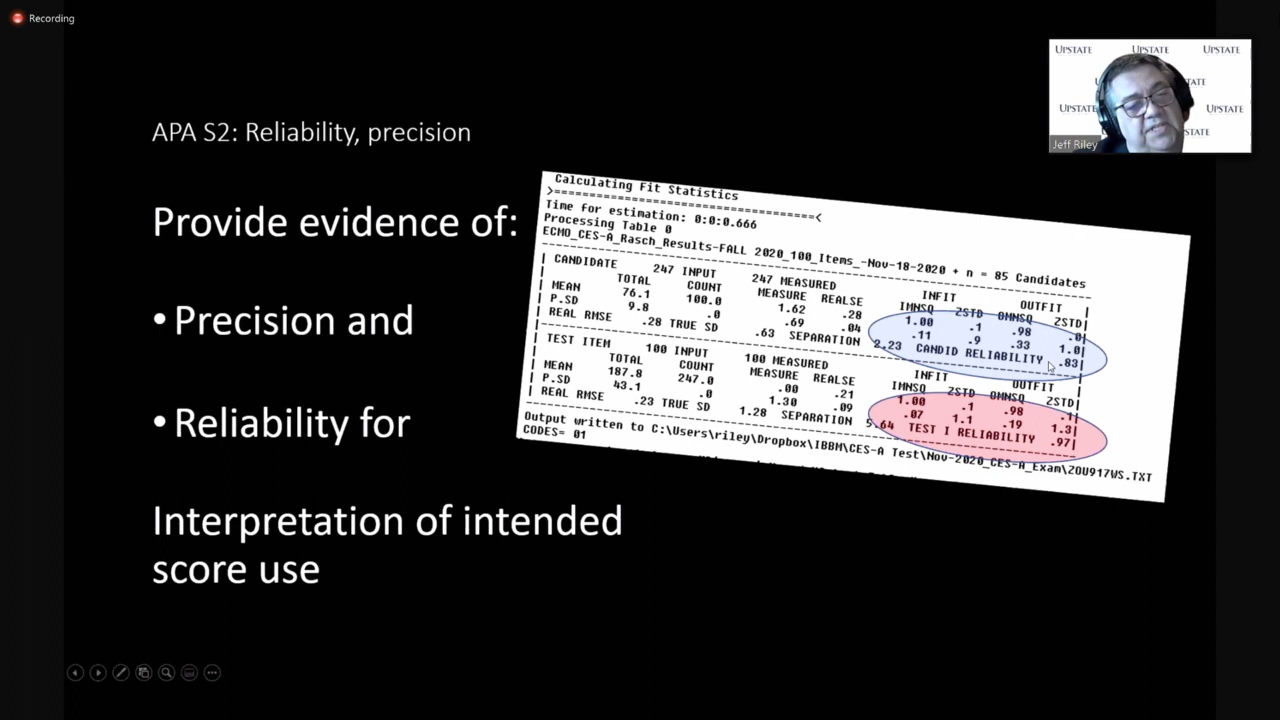 Recording
UPSTATE UPSTATE UPSTATE
UPSTATE
UPSTATE UPSTATE
Jeff Riley
APA S2: Reliability, precision
Provide evidence of:
• Precision and
• Reliability for
Interpretation of intended
score use
Calculating Fit Statistics
>=====================================<
Time for estimation: 0:0:0.666
Processing Table 0
ECMO_CES-A_Rasch_Results-FALL 2020_100_Items_-Nov-18-2020 + n = 85 Candidates
| CANDIDATE 247 INPUT 247 MEASURED INFIT OUTFIT
| TOTAL COUNT MEASURE REALSE IMNSQ ZSTD OMNSQ ZSTD|
| MEAN 76.1 100.0 1.62 .28 1.00 .1 .98 .0|
| P.SD 9.8 .0 .69 .04 .11 .9 .33 1.0|
| REAL RMSE .28 TRUE SD .63 SEPARATION 2.23 CANDID RELIABILITY .83|
| TEST ITEM 100 INPUT 100 MEASURED INFIT OUTFIT
| TOTAL COUNT MEASURE REALSE IMNSQ ZSTD OMNSQ ZSTD|
| MEAN 187.8 247.0 .00 .21 1.00 .1 .98 .1|
| P.SD 43.1 .0 1.30 .09 .07 1.1 .19 1.3|
| REAL RMSE .23 TRUE SD 1.28 SEPARATION 5.64 TEST I RELIABILITY .97|
Output written to C:\Users\riley\Dropbox\IBBM\CES-A Test\Nov-2020_CES-A_Exam\ZOU917WS.TXT
CODES= 01